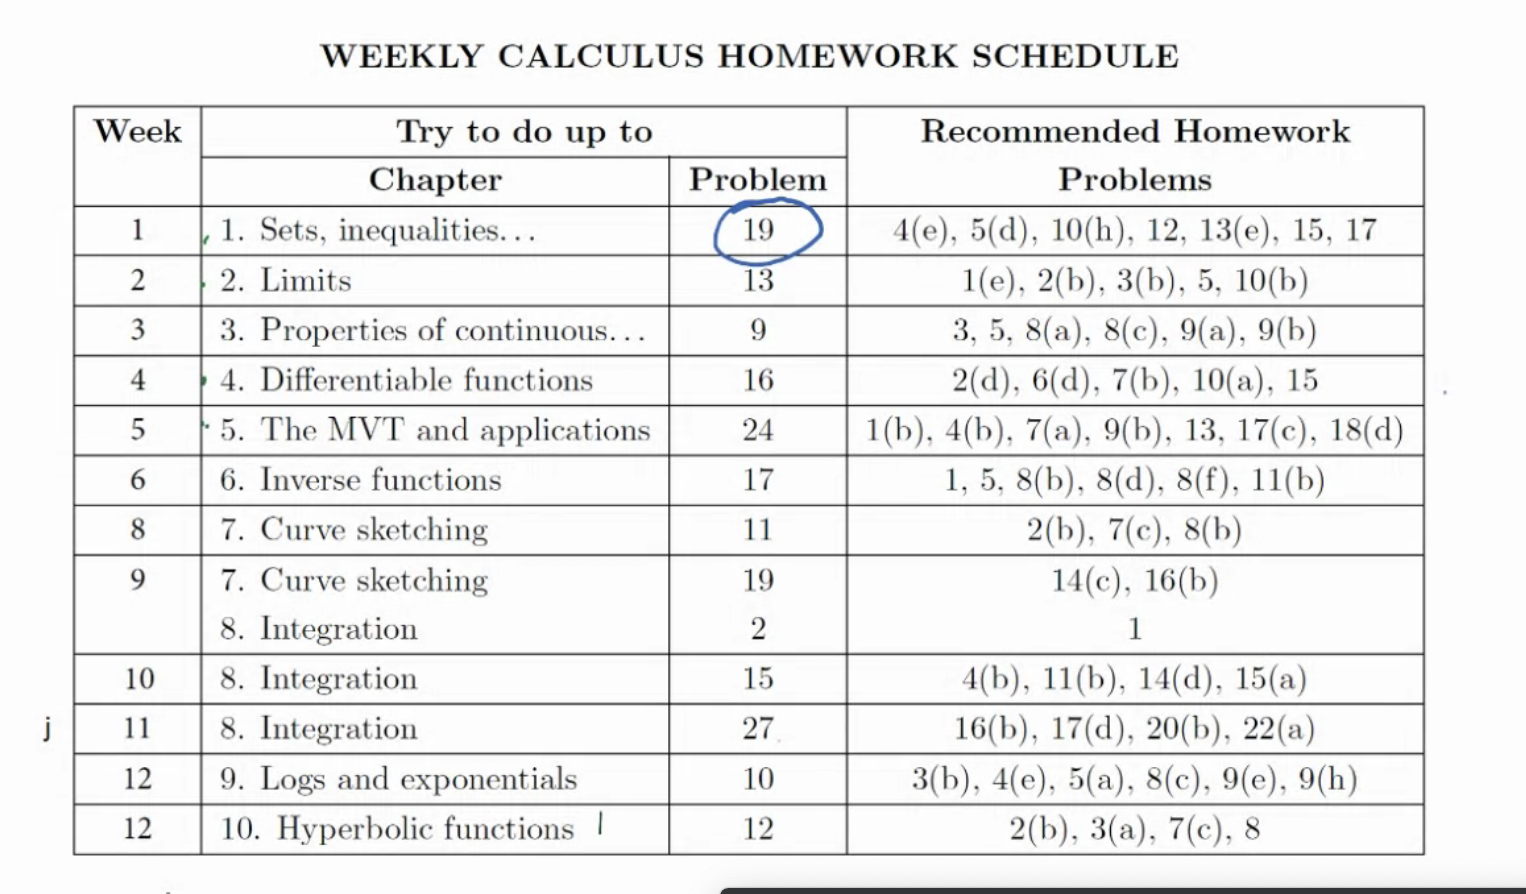 WEEKLY CALCULUS HOMEWORK SCHEDULE
Week Try to do up to Recommended Homework
Chapter Problem Problems
1 1. Sets, inequalities... 19 4(e), 5(d), 10(h), 12, 13(e), 15, 17
2 2. Limits 13 1(e), 2(b), 3(b), 5, 10(b)
3 3. Properties of continuous... 9 3, 5, 8(a), 8(c), 9(a), 9(b)
4 4. Differentiable functions 16 2(d), 6(d), 7(b), 10(a), 15
5 5. The MVT and applications 24 1(b), 4(b), 7(a), 9(b), 13, 17(c), 18(d)
6 6. Inverse functions 17 1, 5, 8(b), 8(d), 8(f), 11(b)
8 7. Curve sketching 11 2(b), 7(c), 8(b)
9 7. Curve sketching 19 14(c), 16(b)
8. Integration 2 1
10 8. Integration 15 4(b), 11(b), 14(d), 15(a)
j 11 8. Integration 27 16(b), 17(d), 20(b), 22(a)
12 9. Logs and exponentials 10 3(b), 4(e), 5(a), 8(c), 9(e), 9(h)
12 10. Hyperbolic functions 12 2(b), 3(a), 7(c), 8